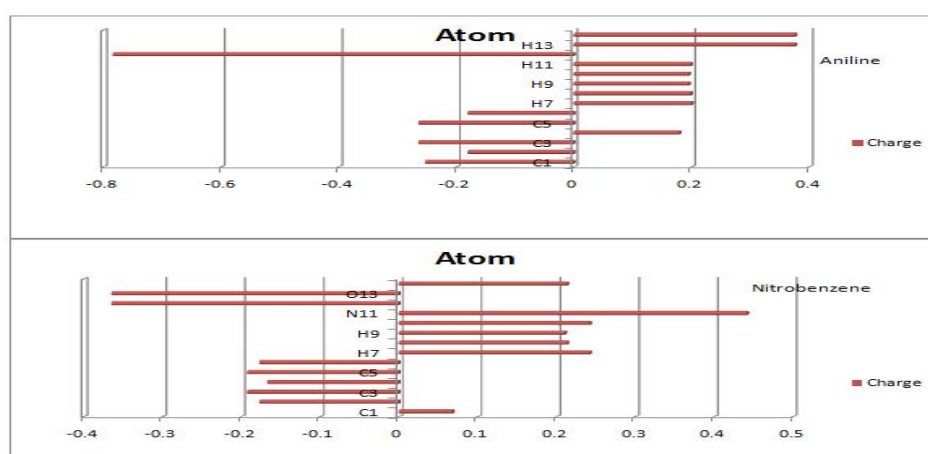 Atom
H13
H11
Aniline
H9
H7
C5
C3
Charge
C1
-0.8 -0.6 -0.4 -0.2 0 0.2 0.4
Atom
Nitrobenzene
O13
N11
H9
H7
C5
C3
Charge
C1
-0.4 -0.3 -0.2 -0.1 0 0.1 0.2 0.3 0.4 0.5